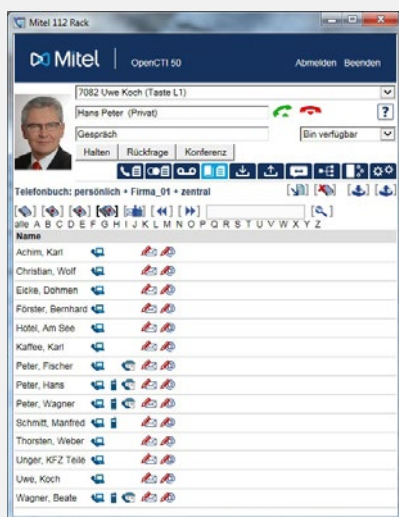 Mitel 112 Rack
Mitel OpenCTI 50 Abmelden Beenden
7082 Uwe Koch (Taste L1)
Hans Peter (Privat) ?
Gespräch Bin verfügbar
Halten Rückfrage Konferenz
Telefonbuch: persönlich + Firma_01 + zentral
alle A B C D E F G H I J K L M N O P Q R S T U V W X Y Z
Name
Achim, Karl
Christian, Wolf
Eicke, Dohmen
Förster, Bernhard
Hotel, Am See
Kaffee, Karl
Peter, Fischer
Peter, Hans
Peter, Wagner
Schmitt, Manfred
Thorsten, Weber
Unger, KFZ Teile
Uwe, Koch
Wagner, Beate